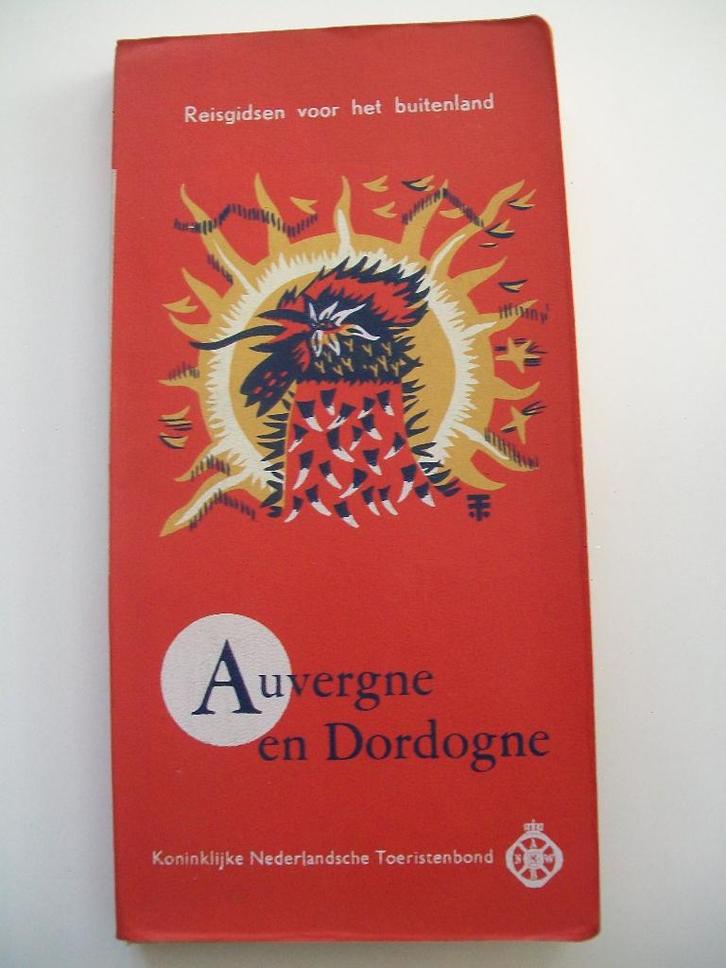 Reisgidsen voor het buitenland
Auvergne
en Dordogne
Koninklijke Nederlandsche Toeristenbond
A
N W
B